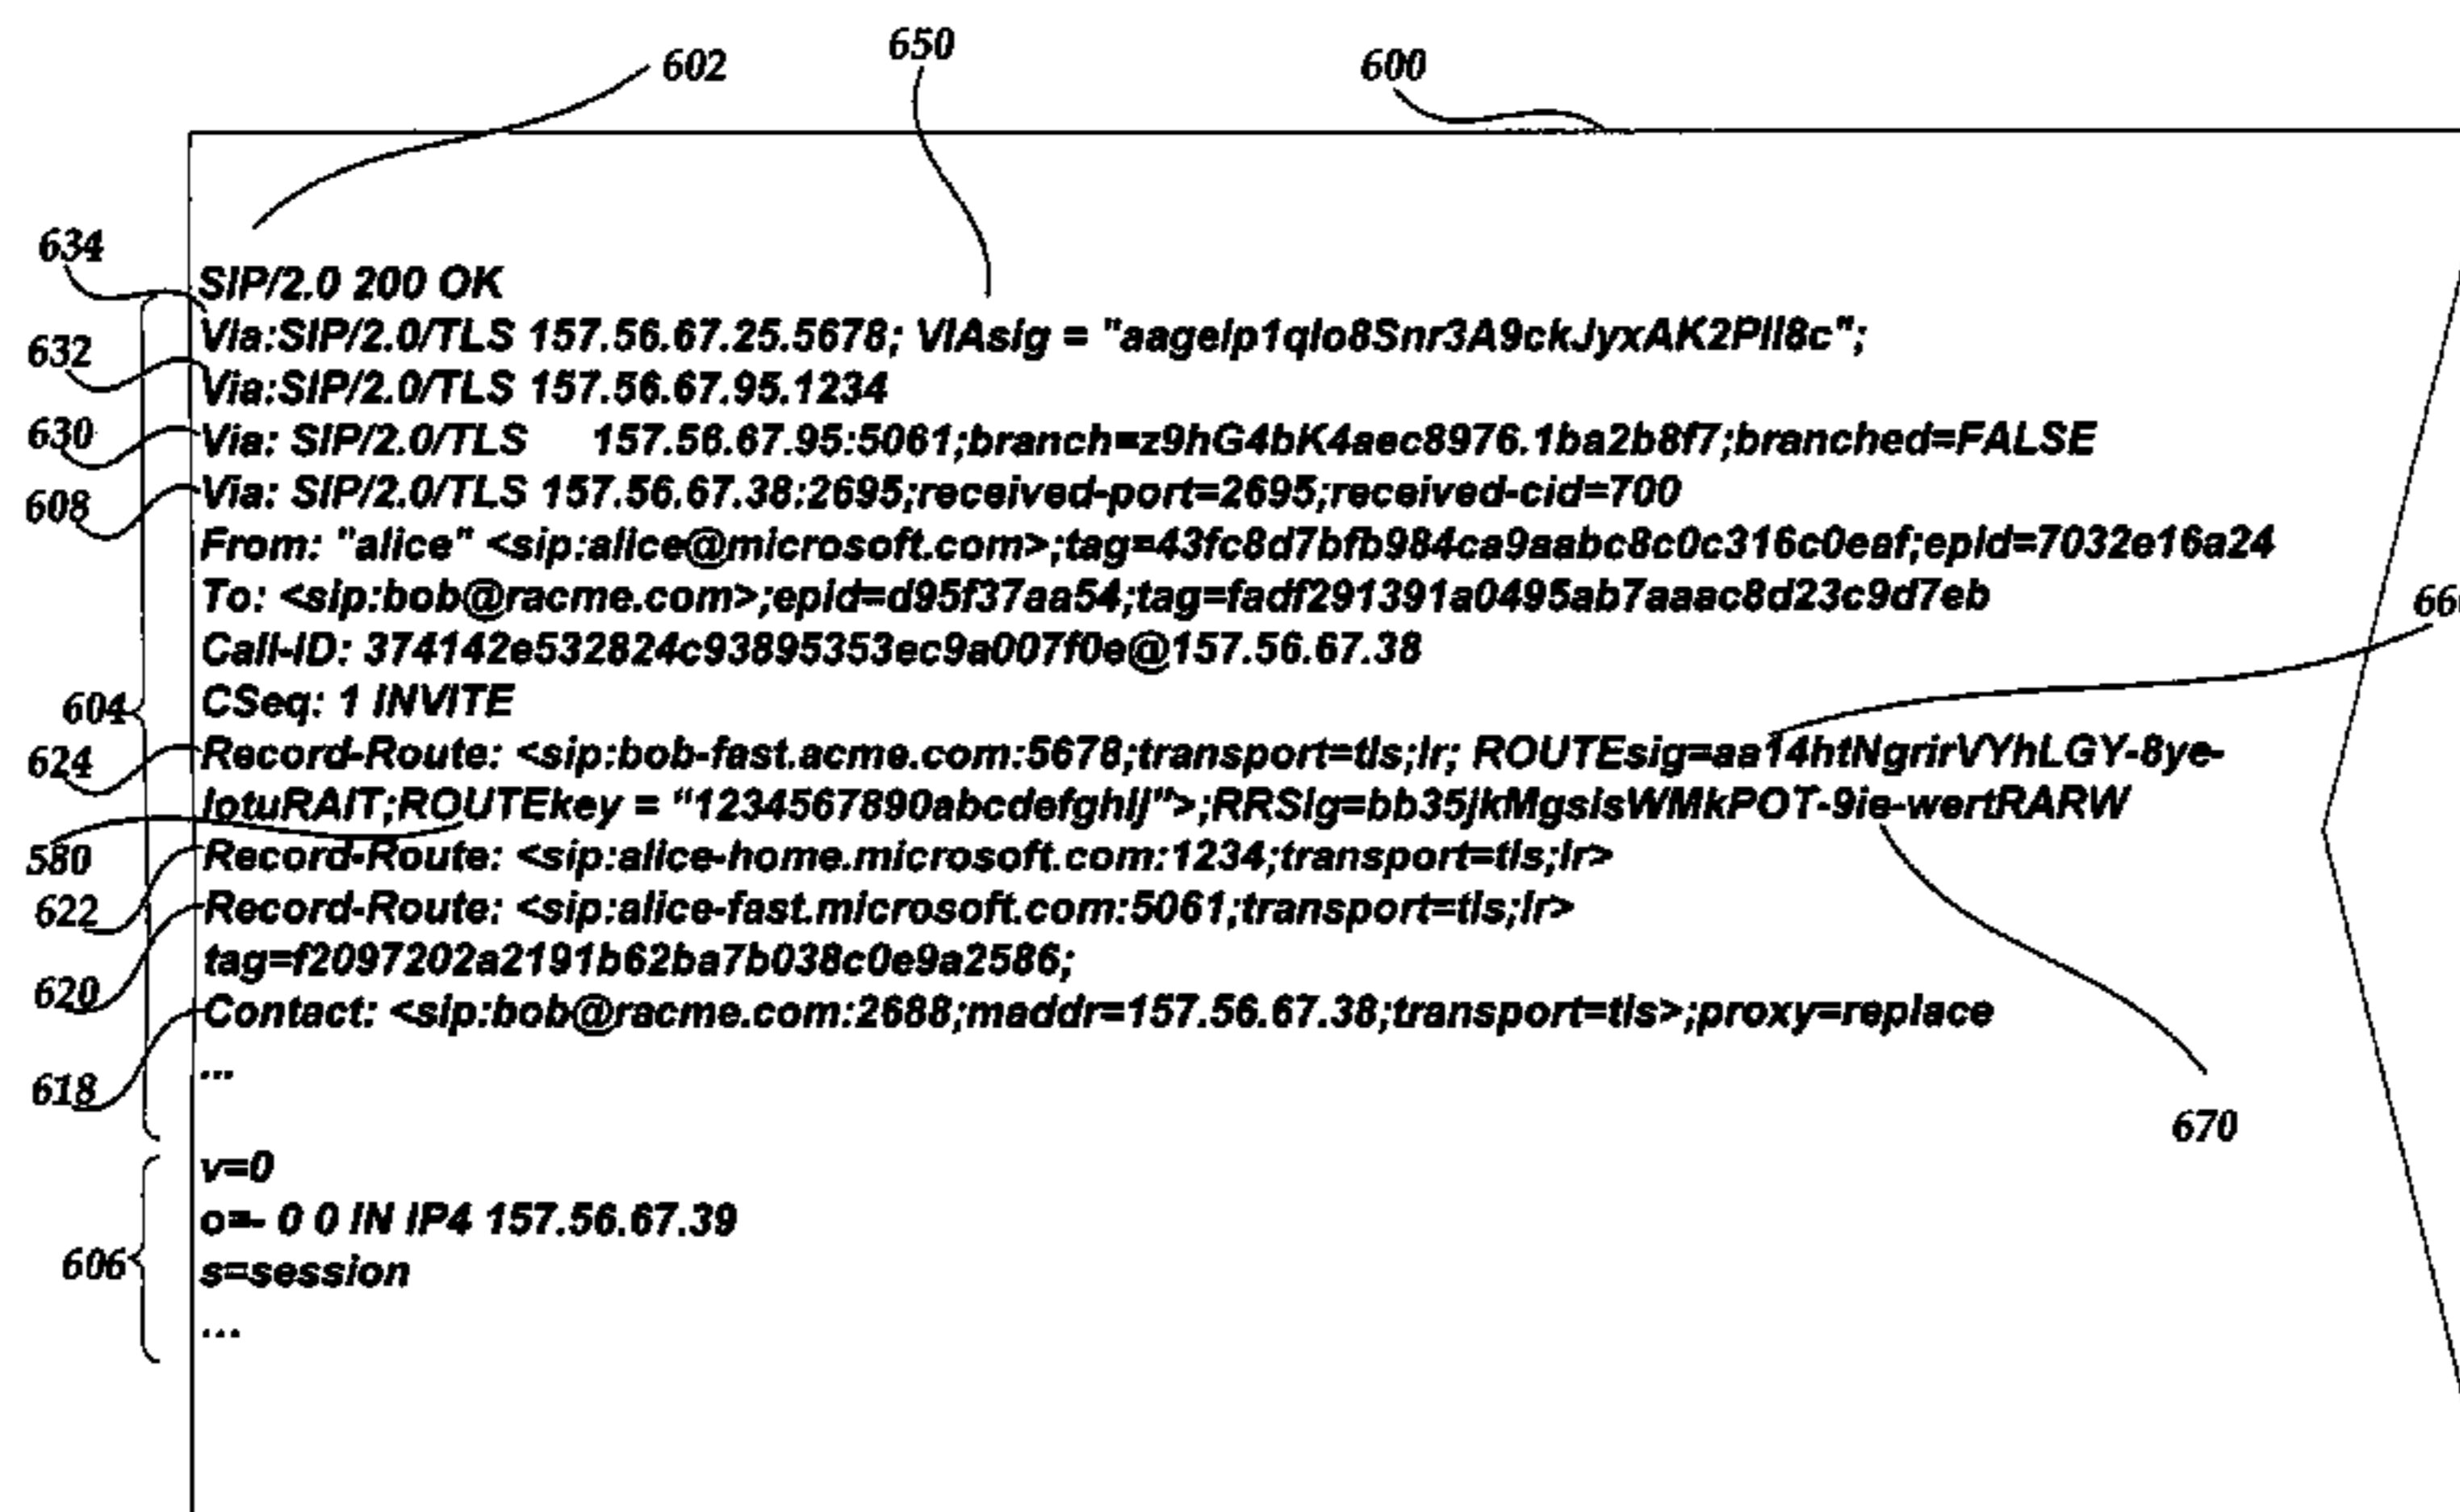 602
650
600
634
SIP/2.0 200 OK
Via:SIP/2.0/TLS 157.56.67.25.5678; VIAsig = "aagelp1qlo8Snr3A9ckJyxAK2PlI8c";
632
Via:SIP/2.0/TLS 157.56.67.95.1234
630
Via: SIP/2.0/TLS 157.56.67.95:5061;branch=z9hG4bK4aec8976.1ba2b8f7;branched=FALSE
608
Via: SIP/2.0/TLS 157.56.67.38:2695;received-port=2695;received-cid=700
From: "alice" <sip:alice@microsoft.com>;tag=43fc8d7bfb984ca9aabc8c0c316c0eaf;epid=7032e16a24
To: <sip:bob@racme.com>;epid=d95f37aa54;tag=fadf291391a0495ab7aaac8d23c9d7eb
Call-ID: 374142e532824c93895353ec9a007f0e@157.56.67.38
604
CSeq: 1 INVITE
624
Record-Route: <sip:bob-fast.acme.com:5678;transport=tls;lr; ROUTEsig=aa14htNgrirVYhLGY-8ye-
lotuRAIT;ROUTEkey = "1234567890abcdefghij">;RRSig=bb35jkMgsisWMkPOT-9ie-wertRARW
580
Record-Route: <sip:alice-home.microsoft.com:1234;transport=tls;lr>
622
Record-Route: <sip:alice-fast.microsoft.com:5061;transport=tls;lr>
tag=f2097202a2191b62ba7b038c0e9a2586;
620
Contact: <sip:bob@racme.com:2688;maddr=157.56.67.38;transport=tls>;proxy=replace
...
618
670
v=0
o=- 0 0 IN IP4 157.56.67.39
606
s=session
...